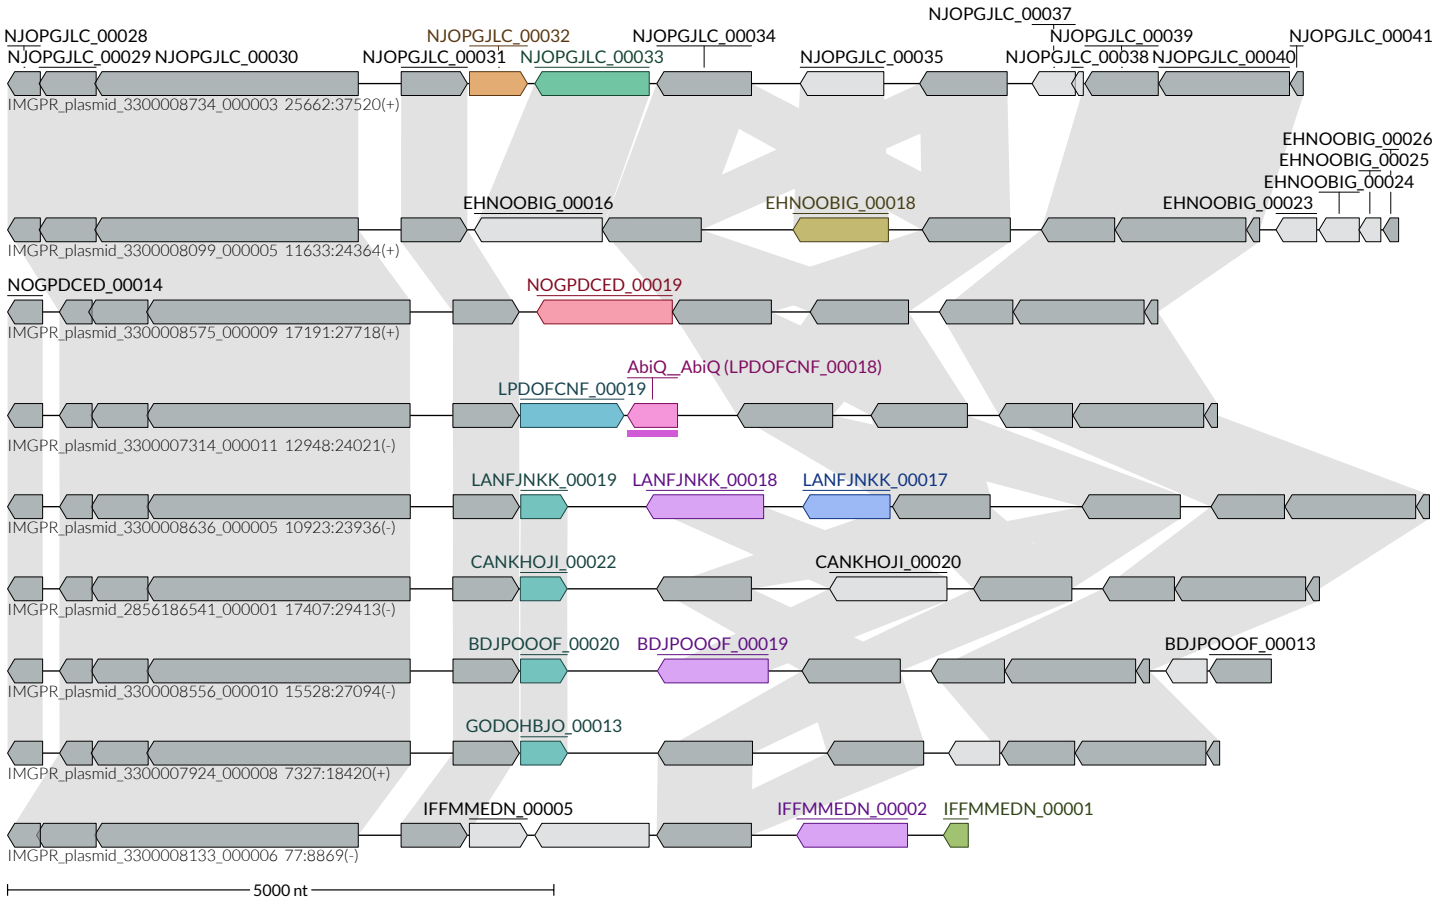 NJOPGJLC_00037
NJOPGJLC_00028 NJOPGJLC_00032 NJOPGJLC_00034 NJOPGJLC_00039 NJOPGJLC_00041
NJOPGJLC_00029 NJOPGJLC_00030 NJOPGJLC_00031 NJOPGJLC_00033 NJOPGJLC_00035 NJOPGJLC_00038 NJOPGJLC_00040
IMGPR_plasmid_3300008734_000003 25662:37520(+)
EHNOOBIG_00026
EHNOOBIG_00025
EHNOOBIG_00024
EHNOOBIG_00016 EHNOOBIG_00018 EHNOOBIG_00023
IMGPR_plasmid_3300008099_000005 11633:24364(+)
NOGPDCED_00014 NOGPDCED_00019
IMGPR_plasmid_3300008575_000009 17191:27718(+)
AbiQ__AbiQ (LPDOFCNF_00018)
LPDOFCNF_00019
IMGPR_plasmid_3300007314_000011 12948:24021(-)
LANFJNKK_00019 LANFJNKK_00018 LANFJNKK_00017
IMGPR_plasmid_3300008636_000005 10923:23936(-)
CANKHOJI_00022 CANKHOJI_00020
IMGPR_plasmid_2856186541_000001 17407:29413(-)
BDJPOOOF_00020 BDJPOOOF_00019 BDJPOOOF_00013
IMGPR_plasmid_3300008556_000010 15528:27094(-)
GODOHBJO_00013
IMGPR_plasmid_3300007924_000008 7327:18420(+)
IFFMMEDN_00005 IFFMMEDN_00002 IFFMMEDN_00001
IMGPR_plasmid_3300008133_000006 77:8869(-)
5000 nt